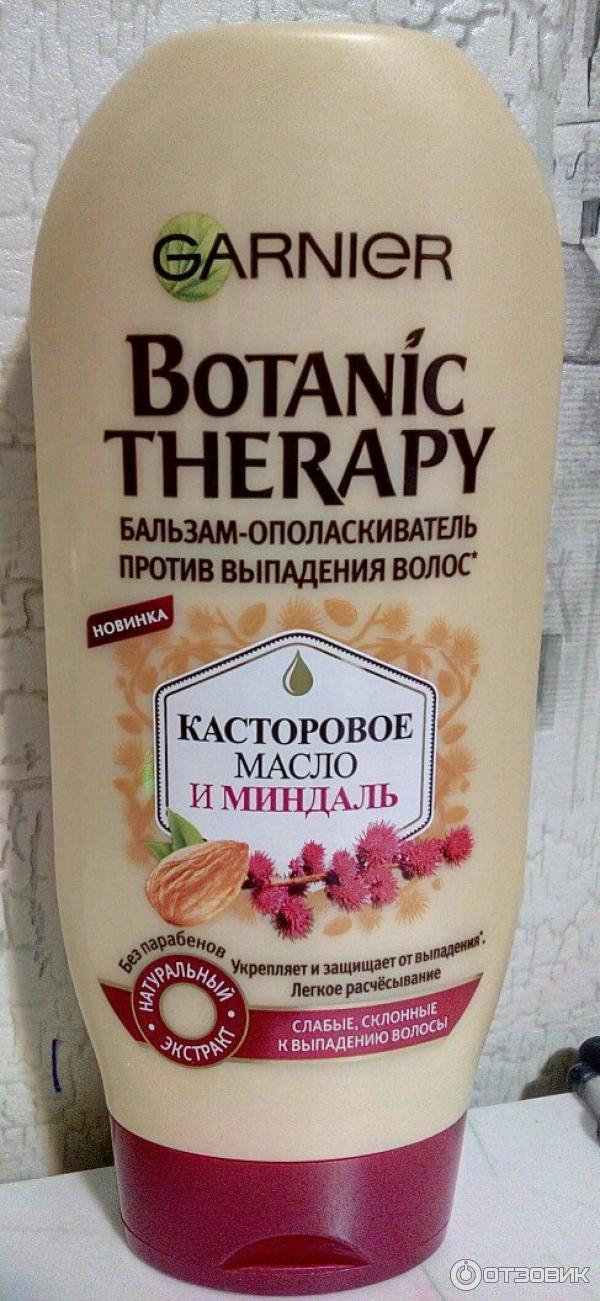 GARNIER
BOTANIC
THERAPY
БАЛЬЗАМ-ОПОЛАСКИВАТЕЛЬ
ПРОТИВ ВЫПАДЕНИЯ ВОЛОС*
НОВИНКА
КАСТОРОВОЕ
МАСЛО
И МИНДАЛЬ
Без парабенов
Укрепляет и защищает от выпадения*.
Легкое расчёсывание
НАТУРАЛЬНЫЙ
ЭКСТРАКТ
СЛАБЫЕ, СКЛОННЫЕ
К ВЫПАДЕНИЮ ВОЛОСЫ
ОТЗОВИК